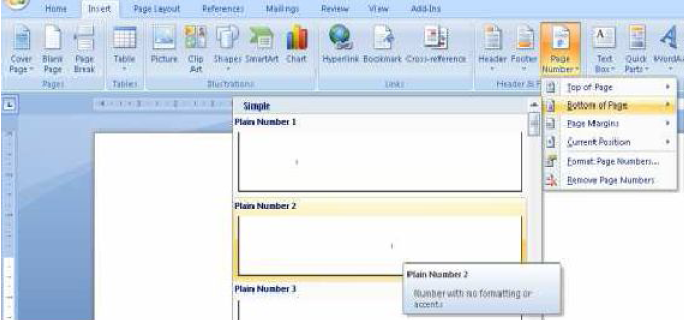 Home Insert Page Layout References Mailings Review View Add-Ins
Cover Page Blank Page Page Break Table Picture Clip Art Shapes SmartArt Chart Hyperlink Bookmark Cross-reference Header Footer Page Number Text Box Quick Parts WordA
Pages Tables Illustrations Links Header & F
Top of Page
Bottom of Page
Page Margins
Current Position
Format Page Numbers...
Remove Page Numbers
Simple
Plain Number 1
1
Plain Number 2
1
Plain Number 2
Number with no formatting or
accents
Plain Number 3